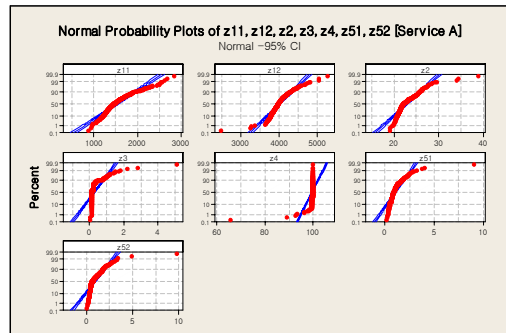 Normal Probability Plots of z11, z12, z2, z3, z4, z51, z52 [Service A]
Normal -95% CI
z11 z12 z2
99.9 99.9 99.9
99 99 99
90 90 90
50 50 50
10 10 10
1 1 1
0.1 0.1 0.1
1000 2000 3000 3000 4000 5000 20 30 40
z3 z4 z51
99.9 99.9 99.9
99 99 99
90 90 90
50 50 50
10 10 10
1 1 1
0.1 0.1 0.1
0 2 4 60 80 100 0 5 10
Percent
z52
99.9
99
90
50
10
1
0.1
0 5 10